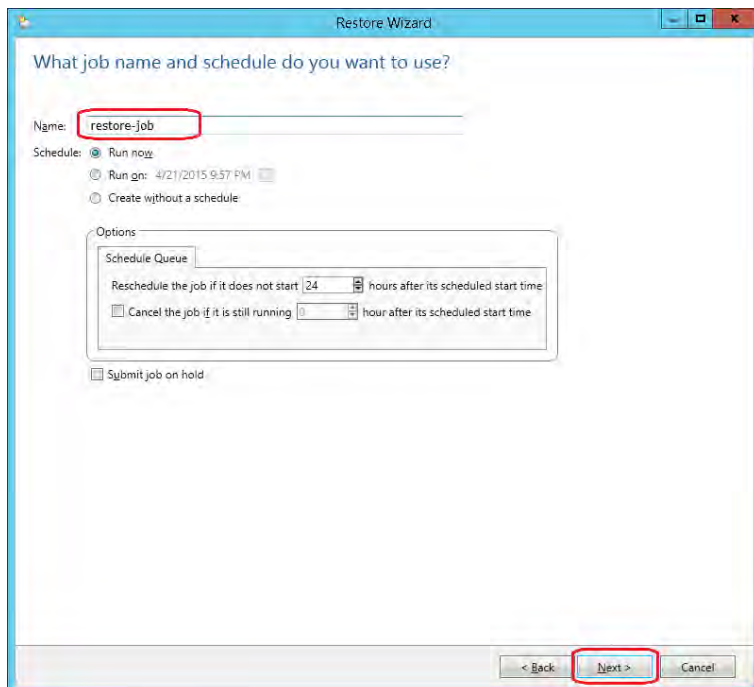 Restore Wizard
What job name and schedule do you want to use?
Name: restore-job
Schedule: Run now
Run on: 4/21/2015 9:57 PM
Create without a schedule
Options
Schedule Queue
Reschedule the job if it does not start 24 hours after its scheduled start time
Cancel the job if it is still running 8 hour after its scheduled start time
Submit job on hold
< Back Next > Cancel